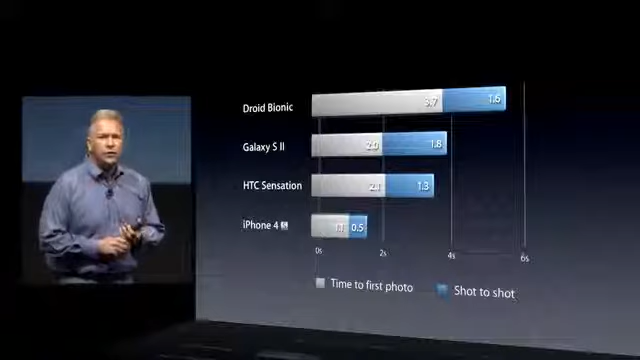 Droid Bionic 3.7 1.6
Galaxy S II 2.0 1.8
HTC Sensation 2.1 1.3
iPhone 4S 1.1 0.5
0s 2s 4s 6s
Time to first photo Shot to shot